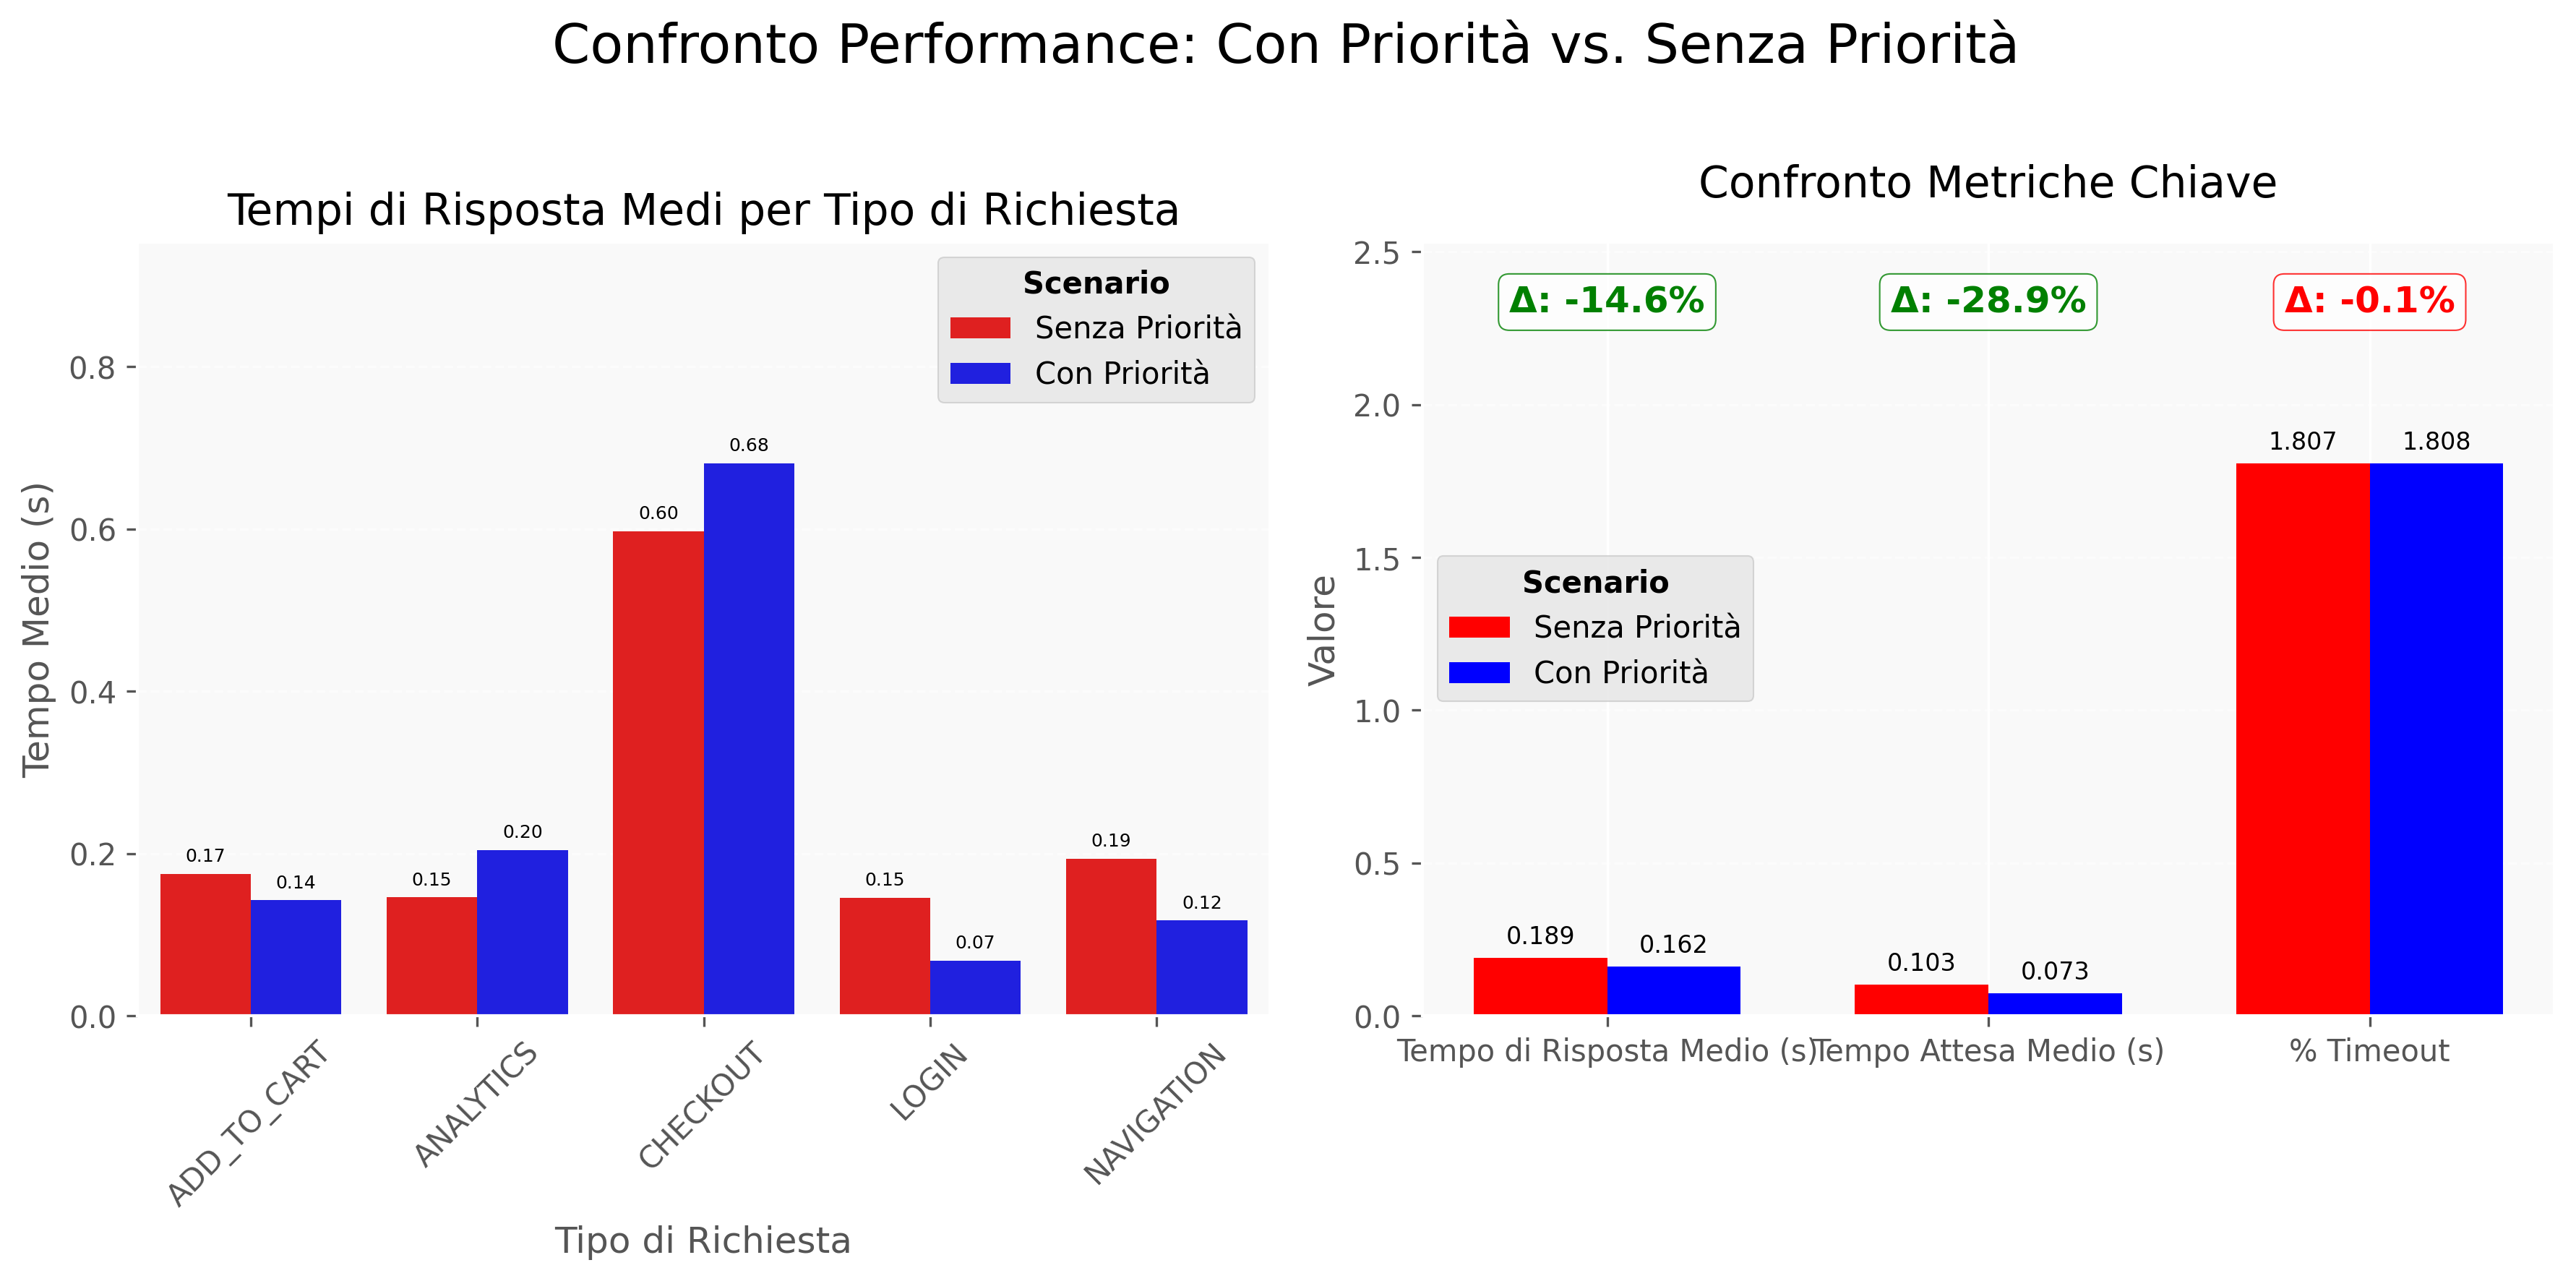 Confronto Performance: Con Priorità vs. Senza Priorità
Tempi di Risposta Medi per Tipo di Richiesta
Scenario
Senza Priorità
Con Priorità
Tempo Medio (s)
0.8
0.6
0.4
0.2
0.0
0.17
0.14
0.15
0.20
0.60
0.68
0.15
0.07
0.19
0.12
ADD_TO_CART
ANALYTICS
CHECKOUT
LOGIN
NAVIGATION
Tipo di Richiesta
Confronto Metriche Chiave
Δ: -14.6%
Δ: -28.9%
Δ: -0.1%
Scenario
Senza Priorità
Con Priorità
Valore
2.5
2.0
1.5
1.0
0.5
0.0
0.189
0.162
0.103
0.073
1.807
1.808
Tempo di Risposta Medio (s)
Tempo Attesa Medio (s)
% Timeout